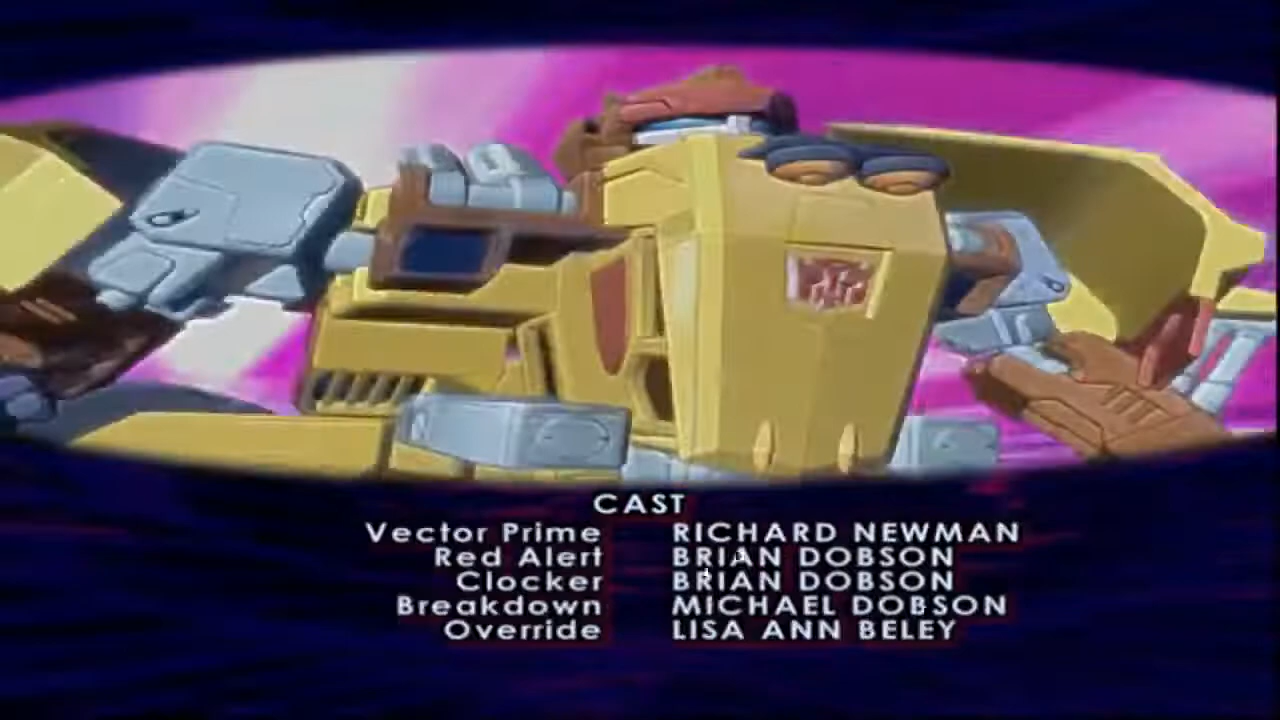 CAST
Vector Prime RICHARD NEWMAN
Red Alert BRIAN DOBSON
Clocker BRIAN DOBSON
Breakdown MICHAEL DOBSON
Override LISA ANN BELEY